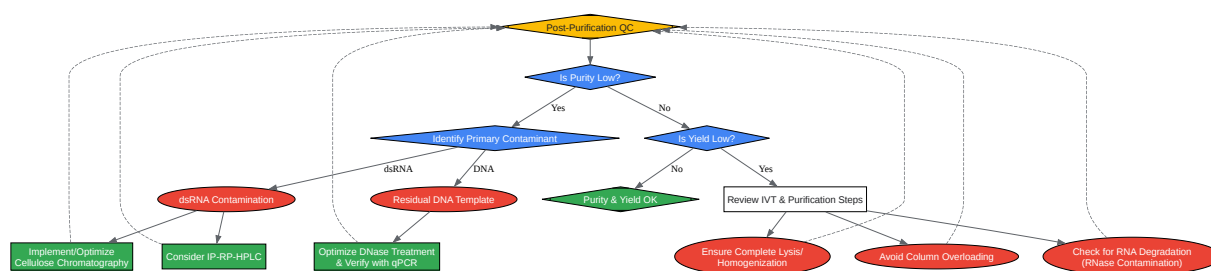 Post-Purification QC
Is Purity Low?
Yes
No
Identify Primary Contaminant
Is Yield Low?
dsRNA
DNA
No
Yes
dsRNA Contamination
Residual DNA Template
Purity & Yield OK
Review IVT & Purification Steps
Implement/Optimize
Cellulose Chromatography
Consider IP-RP-HPLC
Optimize DNase Treatment
& Verify with qPCR
Ensure Complete Lysis/
Homogenization
Avoid Column Overloading
Check for RNA Degradation
(RNase Contamination)